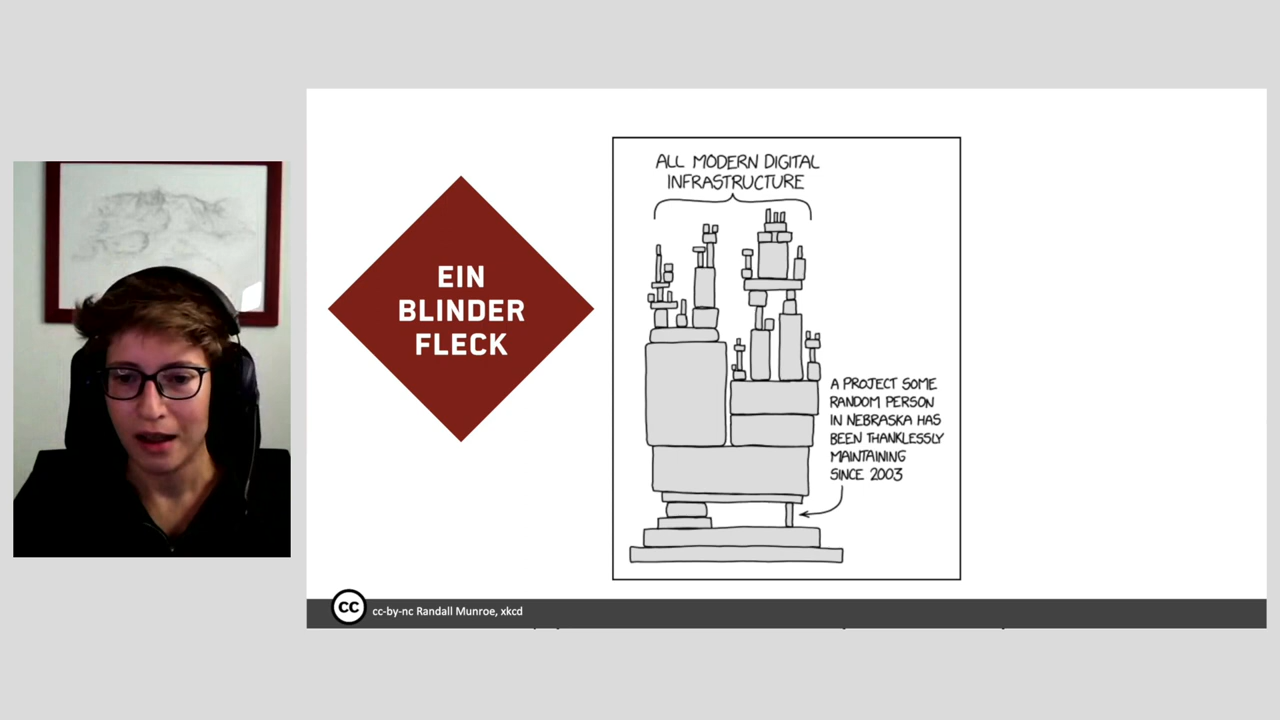 EIN
BLINDER
FLECK
ALL MODERN DIGITAL
INFRASTRUCTURE
A PROJECT SOME
RANDOM PERSON
IN NEBRASKA HAS
BEEN THANKLESSLY
MAINTAINING
SINCE 2003
cc
cc-by-nc Randall Munroe, xkcd